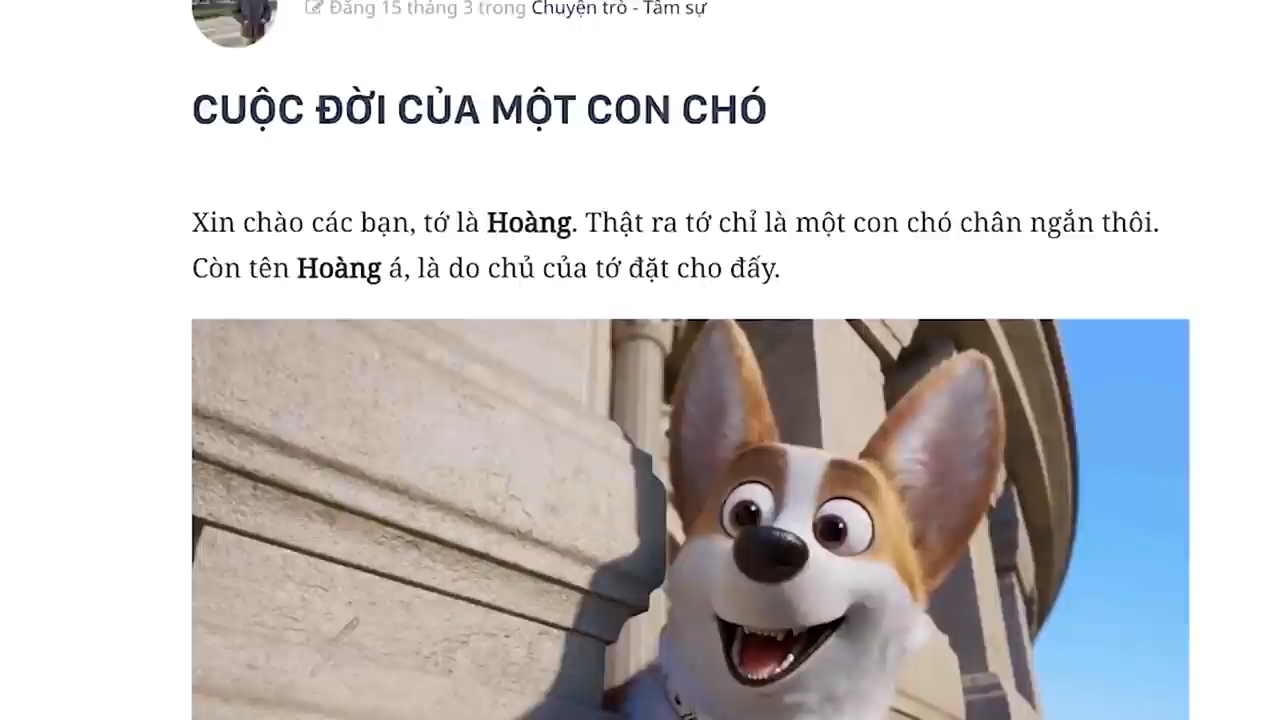 Đăng 15 tháng 3 trong Chuyện trò - Tâm sự
CUỘC ĐỜI CỦA MỘT CON CHÓ
Xin chào các bạn, tớ là Hoàng. Thật ra tớ chỉ là một con chó chân ngắn thôi.
Còn tên Hoàng á, là do chủ của tớ đặt cho đấy.